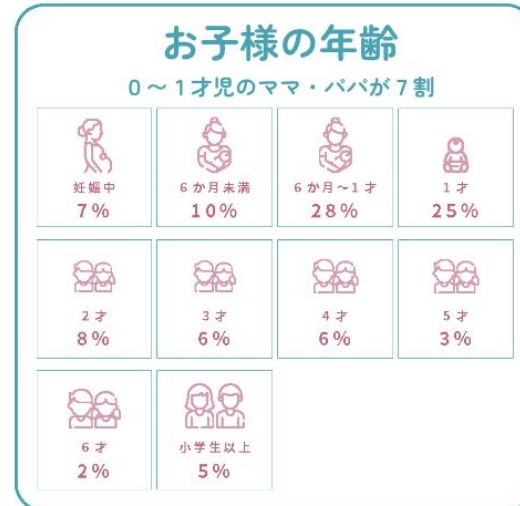 お子様の年齢
0～1才児のママ・パパが7割
妊娠中
7%
6か月未満
10%
6か月～1才
28%
1才
25%
2才
8%
3才
6%
4才
6%
5才
3%
6才
2%
小学生以上
5%